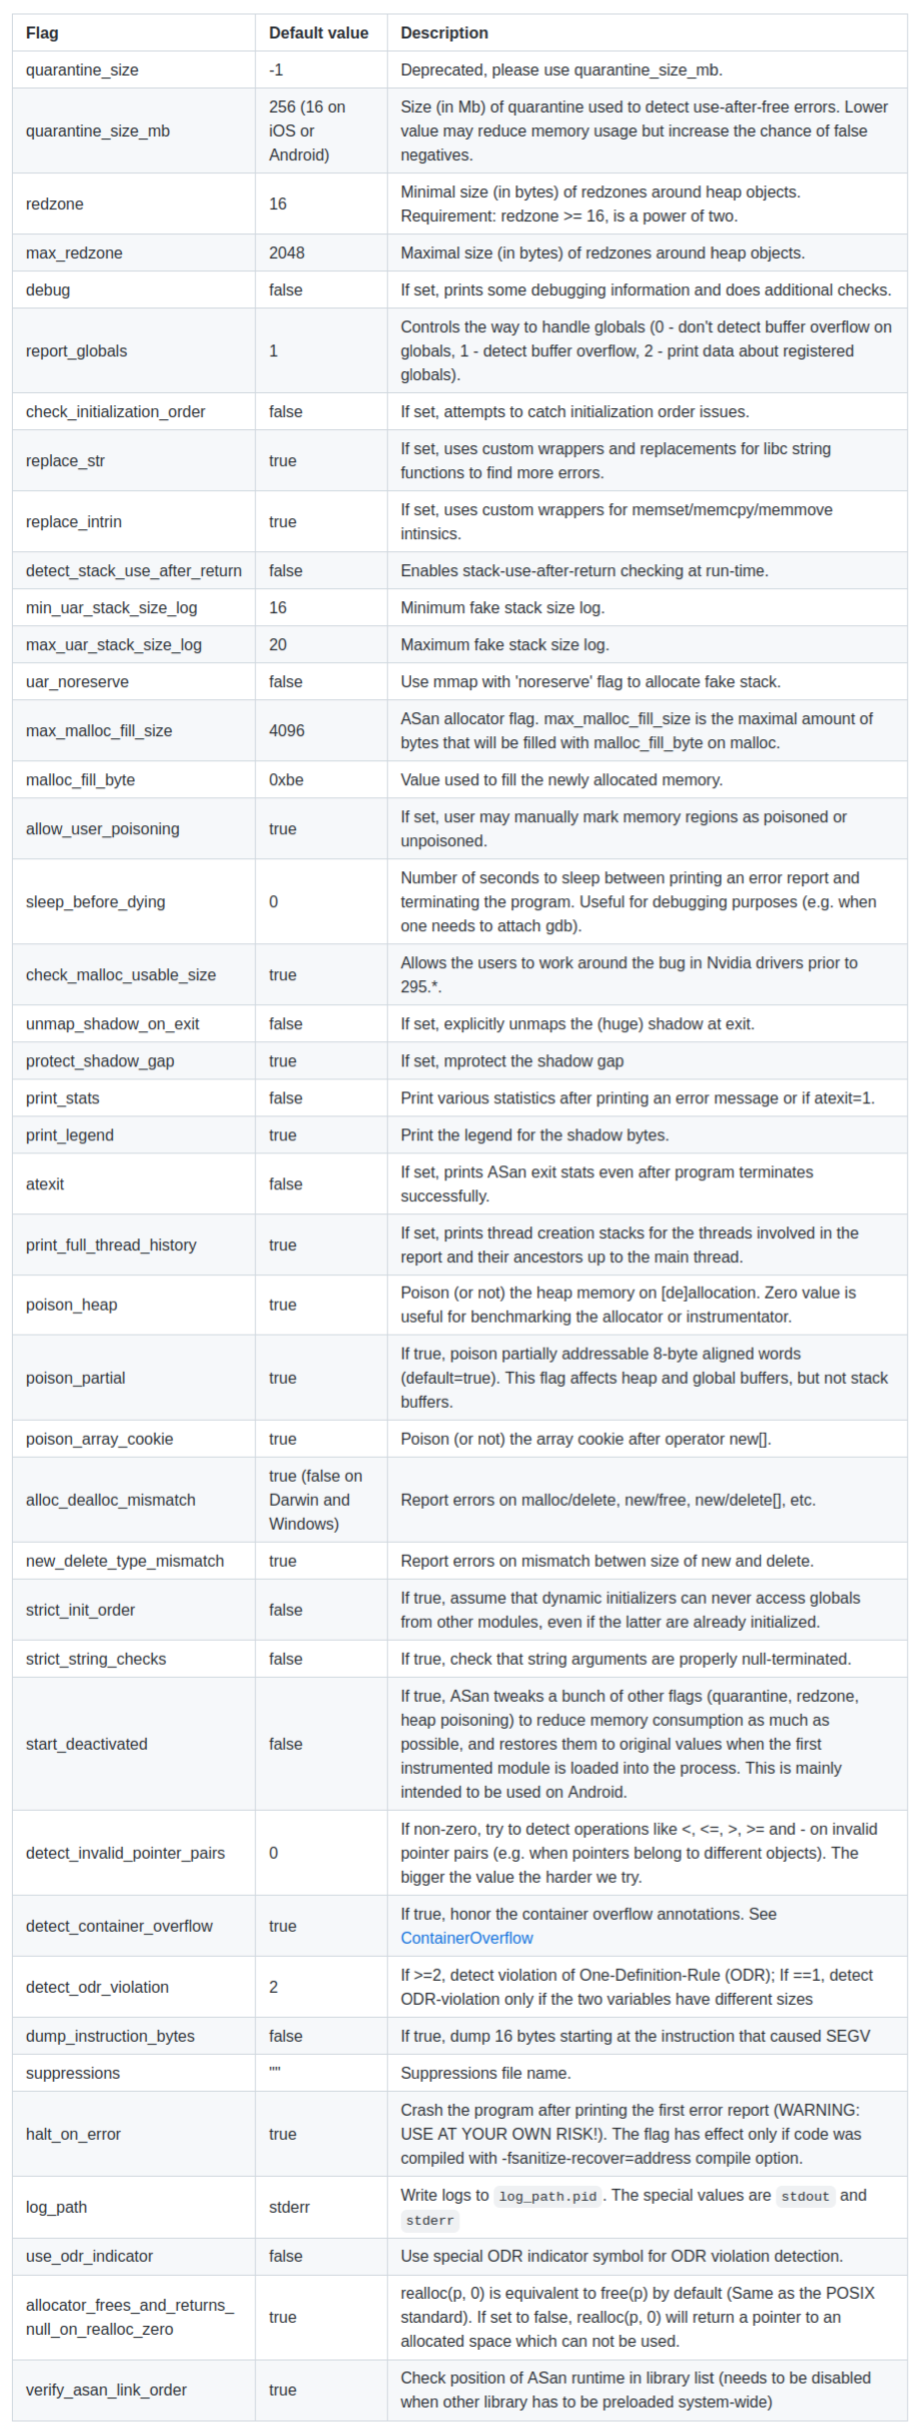 Flag Default value Description
quarantine_size -1 Deprecated, please use quarantine_size_mb.
quarantine_size_mb
256 (16 on
iOS or
Android)
Size (in Mb) of quarantine used to detect use-after-free errors. Lower
value may reduce memory usage but increase the chance of false
negatives.
redzone
16
Minimal size (in bytes) of redzones around heap objects.
Requirement: redzone >= 16, is a power of two.
max_redzone 2048 Maximal size (in bytes) of redzones around heap objects.
debug false If set, prints some debugging information and does additional checks.
report_globals
1
Controls the way to handle globals (0 - don't detect buffer overflow on
globals, 1 - detect buffer overflow, 2 - print data about registered
globals).
check_initialization_order false If set, attempts to catch initialization order issues.
replace_str
true
If set, uses custom wrappers and replacements for libc string
functions to find more errors.
replace_intrin
true
If set, uses custom wrappers for memset/memcpy/memmove
intinsics.
detect_stack_use_after_return false Enables stack-use-after-return checking at run-time.
min_uar_stack_size_log 16 Minimum fake stack size log.
max_uar_stack_size_log 20 Maximum fake stack size log.
uar_noreserve false Use mmap with 'noreserve' flag to allocate fake stack.
max_malloc_fill_size
4096
ASan allocator flag. max_malloc_fill_size is the maximal amount of
bytes that will be filled with malloc_fill_byte on malloc.
malloc_fill_byte 0xbe Value used to fill the newly allocated memory.
allow_user_poisoning
true
If set, user may manually mark memory regions as poisoned or
unpoisoned.
sleep_before_dying
0
Number of seconds to sleep between printing an error report and
terminating the program. Useful for debugging purposes (e.g. when
one needs to attach gdb).
check_malloc_usable_size
true
Allows the users to work around the bug in Nvidia drivers prior to
295.*.
unmap_shadow_on_exit false If set, explicitly unmaps the (huge) shadow at exit.
protect_shadow_gap true If set, mprotect the shadow gap
print_stats false Print various statistics after printing an error message or if atexit=1.
print_legend true Print the legend for the shadow bytes.
atexit
false
If set, prints ASan exit stats even after program terminates
successfully.
print_full_thread_history
true
If set, prints thread creation stacks for the threads involved in the
report and their ancestors up to the main thread.
poison_heap
true
Poison (or not) the heap memory on [de]allocation. Zero value is
useful for benchmarking the allocator or instrumentator.
poison_partial
true
If true, poison partially addressable 8-byte aligned words
(default=true). This flag affects heap and global buffers, but not stack
buffers.
poison_array_cookie true Poison (or not) the array cookie after operator new[].
alloc_dealloc_mismatch
true (false on
Darwin and
Windows)
Report errors on malloc/delete, new/free, new/delete[], etc.
new_delete_type_mismatch true Report errors on mismatch betwen size of new and delete.
strict_init_order
false
If true, assume that dynamic initializers can never access globals
from other modules, even if the latter are already initialized.
strict_string_checks false If true, check that string arguments are properly null-terminated.
start_deactivated
false
If true, ASan tweaks a bunch of other flags (quarantine, redzone,
heap poisoning) to reduce memory consumption as much as
possible, and restores them to original values when the first
instrumented module is loaded into the process. This is mainly
intended to be used on Android.
detect_invalid_pointer_pairs
0
If non-zero, try to detect operations like <, <=, >, >= and - on invalid
pointer pairs (e.g. when pointers belong to different objects). The
bigger the value the harder we try.
detect_container_overflow
true
If true, honor the container overflow annotations. See
ContainerOverflow
detect_odr_violation
2
If >=2, detect violation of One-Definition-Rule (ODR); If ==1, detect
ODR-violation only if the two variables have different sizes
dump_instruction_bytes false If true, dump 16 bytes starting at the instruction that caused SEGV
suppressions "" Suppressions file name.
halt_on_error
true
Crash the program after printing the first error report (WARNING:
USE AT YOUR OWN RISK!). The flag has effect only if code was
compiled with -fsanitize-recover=address compile option.
log_path
stderr
Write logs to log_path.pid. The special values are stdout and
stderr
use_odr_indicator false Use special ODR indicator symbol for ODR violation detection.
allocator_frees_and_returns_
null_on_realloc_zero
true
realloc(p, 0) is equivalent to free(p) by default (Same as the POSIX
standard). If set to false, realloc(p, 0) will return a pointer to an
allocated space which can not be used.
verify_asan_link_order
true
Check position of ASan runtime in library list (needs to be disabled
when other library has to be preloaded system-wide)